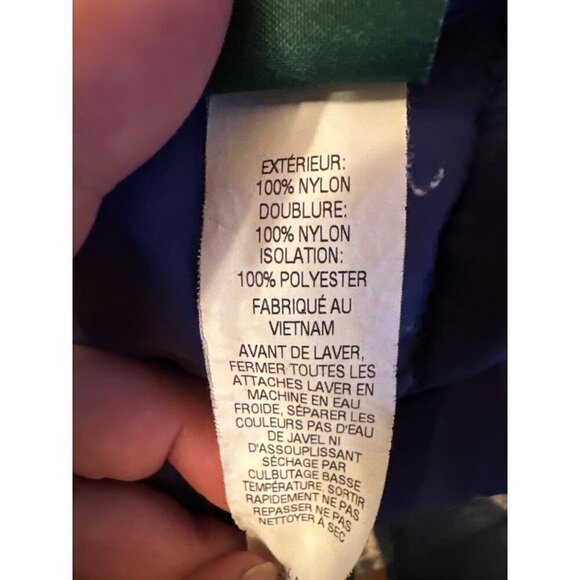 EXTÉRIEUR:
100% NYLON
DOUBLURE:
100% NYLON
ISOLATION:
100% POLYESTER
FABRIQUÉ AU
VIETNAM
AVANT DE LAVER,
FERMER TOUTES LES
ATTACHES LAVER EN
MACHINE EN EAU
FROIDE, SÉPARER LES
COULEURS PAS D'EAU
DE JAVEL NI
D'ASSOUPLISSANT
SÉCHAGE PAR
CULBUTAGE BASSE
TEMPÉRATURE, SORTIR
RAPIDEMENT NE PAS
REPASSER NE PAS
NETTOYER À SEC